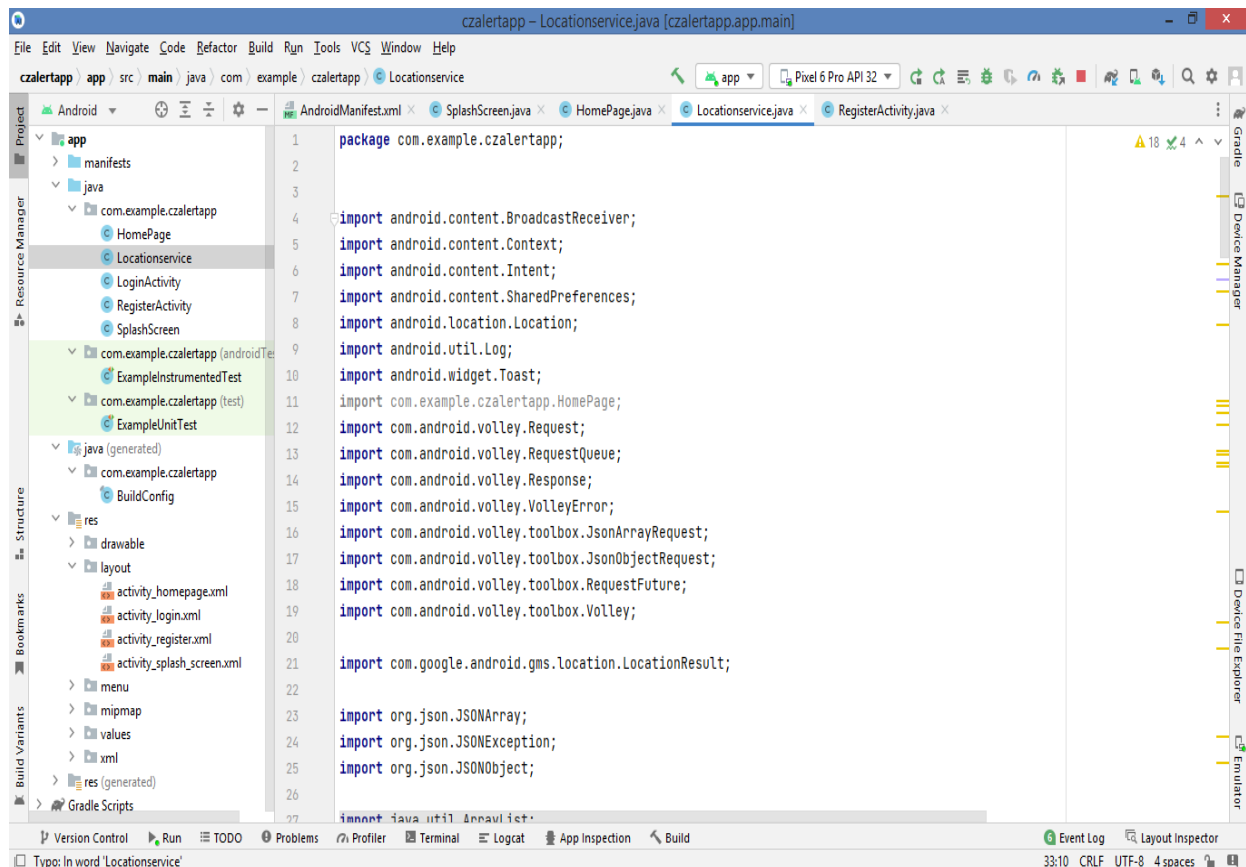 czalertapp – Locationservice.java [czalertapp.app.main]
File Edit View Navigate Code Refactor Build Run Tools VCS Window Help
czalertapp app src main java com example czalertapp Locationservice app Pixel 6 Pro API 32
Android
AndroidManifest.xml SplashScreen.java HomePage.java Locationservice.java RegisterActivity.java
Project
Resource Manager
Structure
Bookmarks
Build Variants
app
manifests
java
com.example.czalertapp
HomePage
Locationservice
LoginActivity
RegisterActivity
SplashScreen
com.example.czalertapp (androidTe
ExampleInstrumentedTest
com.example.czalertapp (test)
ExampleUnitTest
java (generated)
com.example.czalertapp
BuildConfig
res
drawable
layout
activity_homepage.xml
activity_login.xml
activity_register.xml
activity_splash_screen.xml
menu
mipmap
values
xml
res (generated)
Gradle Scripts
1 package com.example.czalertapp;
2
3
4 import android.content.BroadcastReceiver;
5 import android.content.Context;
6 import android.content.Intent;
7 import android.content.SharedPreferences;
8 import android.location.Location;
9 import android.util.Log;
10 import android.widget.Toast;
11 import com.example.czalertapp.HomePage;
12 import com.android.volley.Request;
13 import com.android.volley.RequestQueue;
14 import com.android.volley.Response;
15 import com.android.volley.VolleyError;
16 import com.android.volley.toolbox.JsonArrayRequest;
17 import com.android.volley.toolbox.JsonObjectRequest;
18 import com.android.volley.toolbox.RequestFuture;
19 import com.android.volley.toolbox.Volley;
20
21 import com.google.android.gms.location.LocationResult;
22
23 import org.json.JSONArray;
24 import org.json.JSONException;
25 import org.json.JSONObject;
26
27 import java.util.ArrayList;
18 4
Gradle
Device Manager
Device File Explorer
Emulator
Version Control Run TODO Problems Profiler Terminal Logcat App Inspection Build 6 Event Log Layout Inspector
Typo: In word 'Locationservice' 33:10 CRLF UTF-8 4 spaces